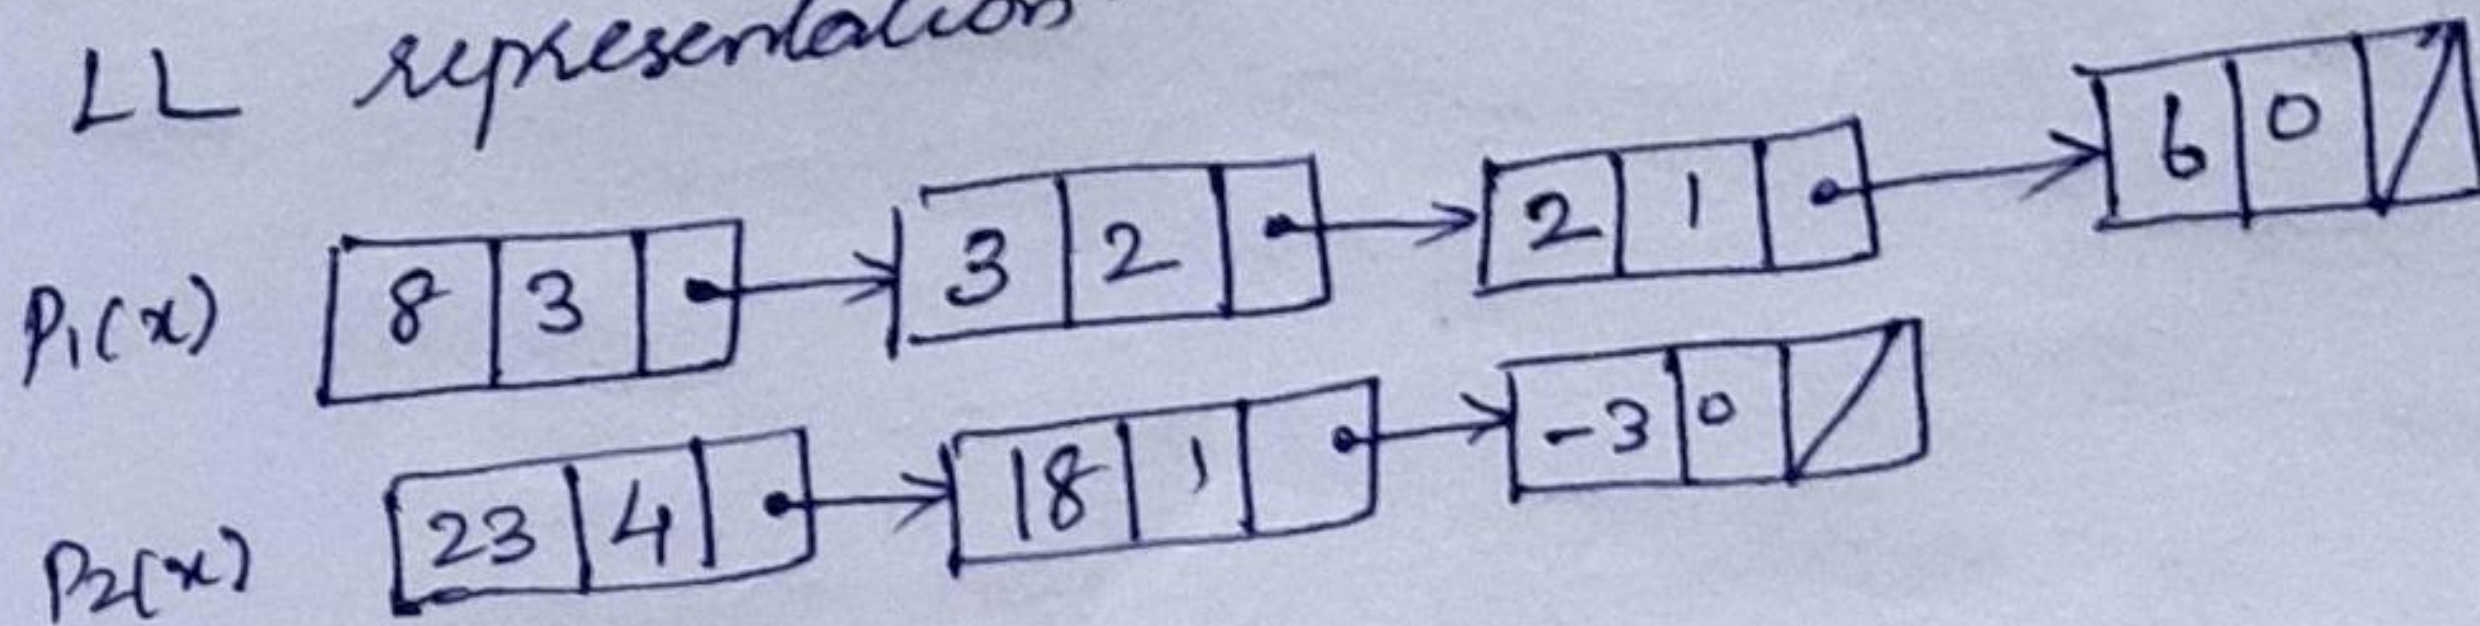 LL representation
P1(x) 8 3 3 2 2 1 6 0
P2(x) 23 4 18 1 -3 0